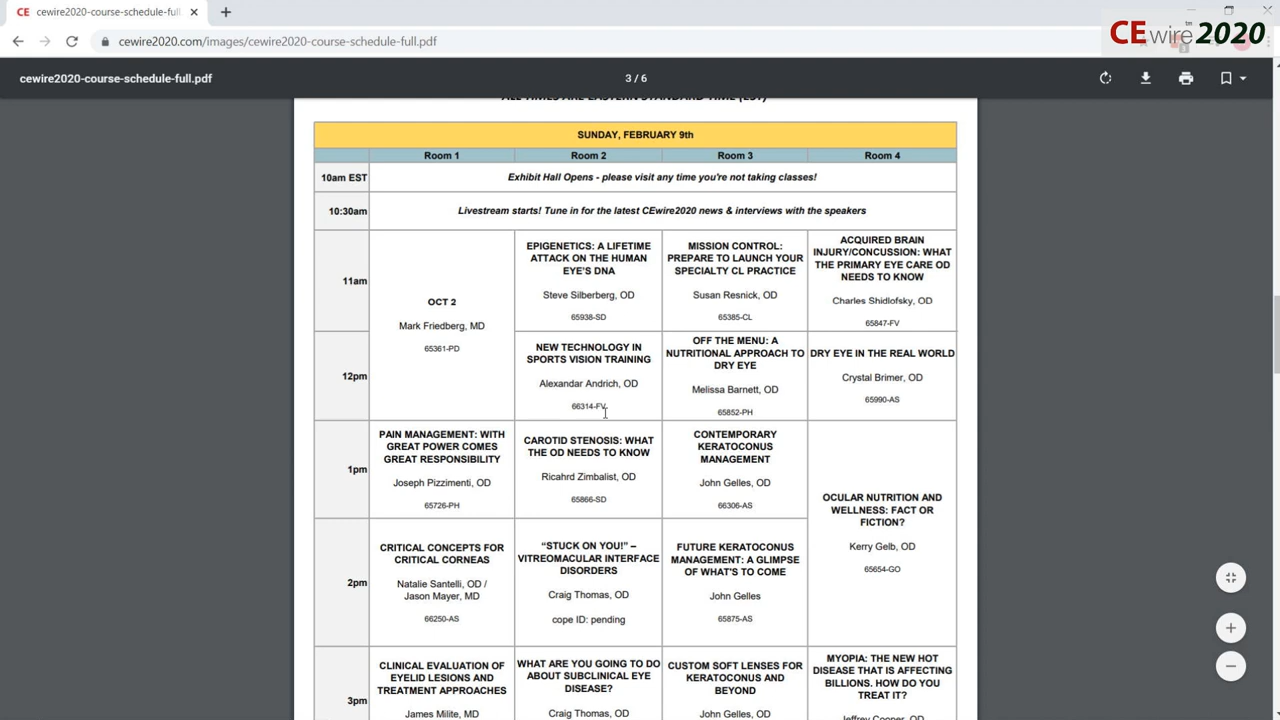 CE cewire2020-course-schedule-ful
cewire2020.com/images/cewire2020-course-schedule-full.pdf
CEwire2020
cewire2020-course-schedule-full.pdf
3 / 6
ALL TIMES ARE EASTERN STANDARD TIME (EST)
SUNDAY, FEBRUARY 9th
Room 1 Room 2 Room 3 Room 4
10am EST
Exhibit Hall Opens - please visit any time you're not taking classes!
10:30am
Livestream starts! Tune in for the latest CEwire2020 news & interviews with the speakers
11am
OCT 2
Mark Friedberg, MD
65361-PD
EPIGENETICS: A LIFETIME
ATTACK ON THE HUMAN
EYE'S DNA
Steve Silberberg, OD
65938-SD
MISSION CONTROL:
PREPARE TO LAUNCH YOUR
SPECIALTY CL PRACTICE
Susan Resnick, OD
65385-CL
ACQUIRED BRAIN
INJURY/CONCUSSION: WHAT
THE PRIMARY EYE CARE OD
NEEDS TO KNOW
Charles Shidlofsky, OD
65847-FV
12pm
NEW TECHNOLOGY IN
SPORTS VISION TRAINING
Alexandar Andrich, OD
66314-FV
OFF THE MENU: A
NUTRITIONAL APPROACH TO
DRY EYE
Melissa Barnett, OD
65852-PH
DRY EYE IN THE REAL WORLD
Crystal Brimer, OD
65990-AS
1pm
PAIN MANAGEMENT: WITH
GREAT POWER COMES
GREAT RESPONSIBILITY
Joseph Pizzimenti, OD
65726-PH
CAROTID STENOSIS: WHAT
THE OD NEEDS TO KNOW
Ricahrd Zimbalist, OD
65866-SD
CONTEMPORARY
KERATOCONUS
MANAGEMENT
John Gelles, OD
66306-AS
OCULAR NUTRITION AND
WELLNESS: FACT OR
FICTION?
Kerry Gelb, OD
65654-GO
2pm
CRITICAL CONCEPTS FOR
CRITICAL CORNEAS
Natalie Santelli, OD /
Jason Mayer, MD
66250-AS
“STUCK ON YOU!” –
VITREOMACULAR INTERFACE
DISORDERS
Craig Thomas, OD
cope ID: pending
FUTURE KERATOCONUS
MANAGEMENT: A GLIMPSE
OF WHAT'S TO COME
John Gelles
65875-AS
3pm
CLINICAL EVALUATION OF
EYELID LESIONS AND
TREATMENT APPROACHES
James Milite, MD
WHAT ARE YOU GOING TO DO
ABOUT SUBCLINICAL EYE
DISEASE?
Craig Thomas, OD
CUSTOM SOFT LENSES FOR
KERATOCONUS AND
BEYOND
John Gelles, OD
MYOPIA: THE NEW HOT
DISEASE THAT IS AFFECTING
BILLIONS. HOW DO YOU
TREAT IT?
Jeffrey Cooper, OD